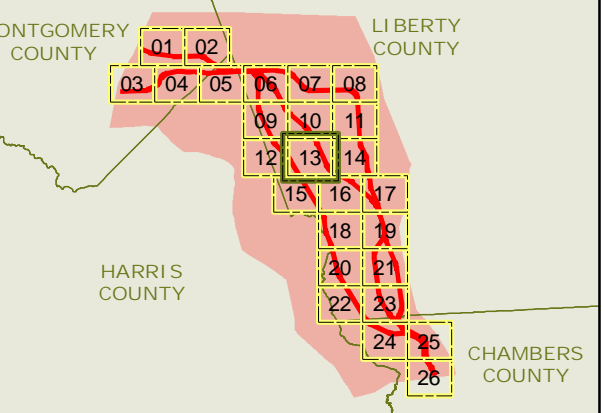 ONTGOMERY
COUNTY
LIBERTY
COUNTY
01 02
03 04 05 06 07 08
09 10 11
12 13 14
15 16 17
18 19
20 21
22 23
24 25
26
HARRIS
COUNTY
CHAMBERS
COUNTY